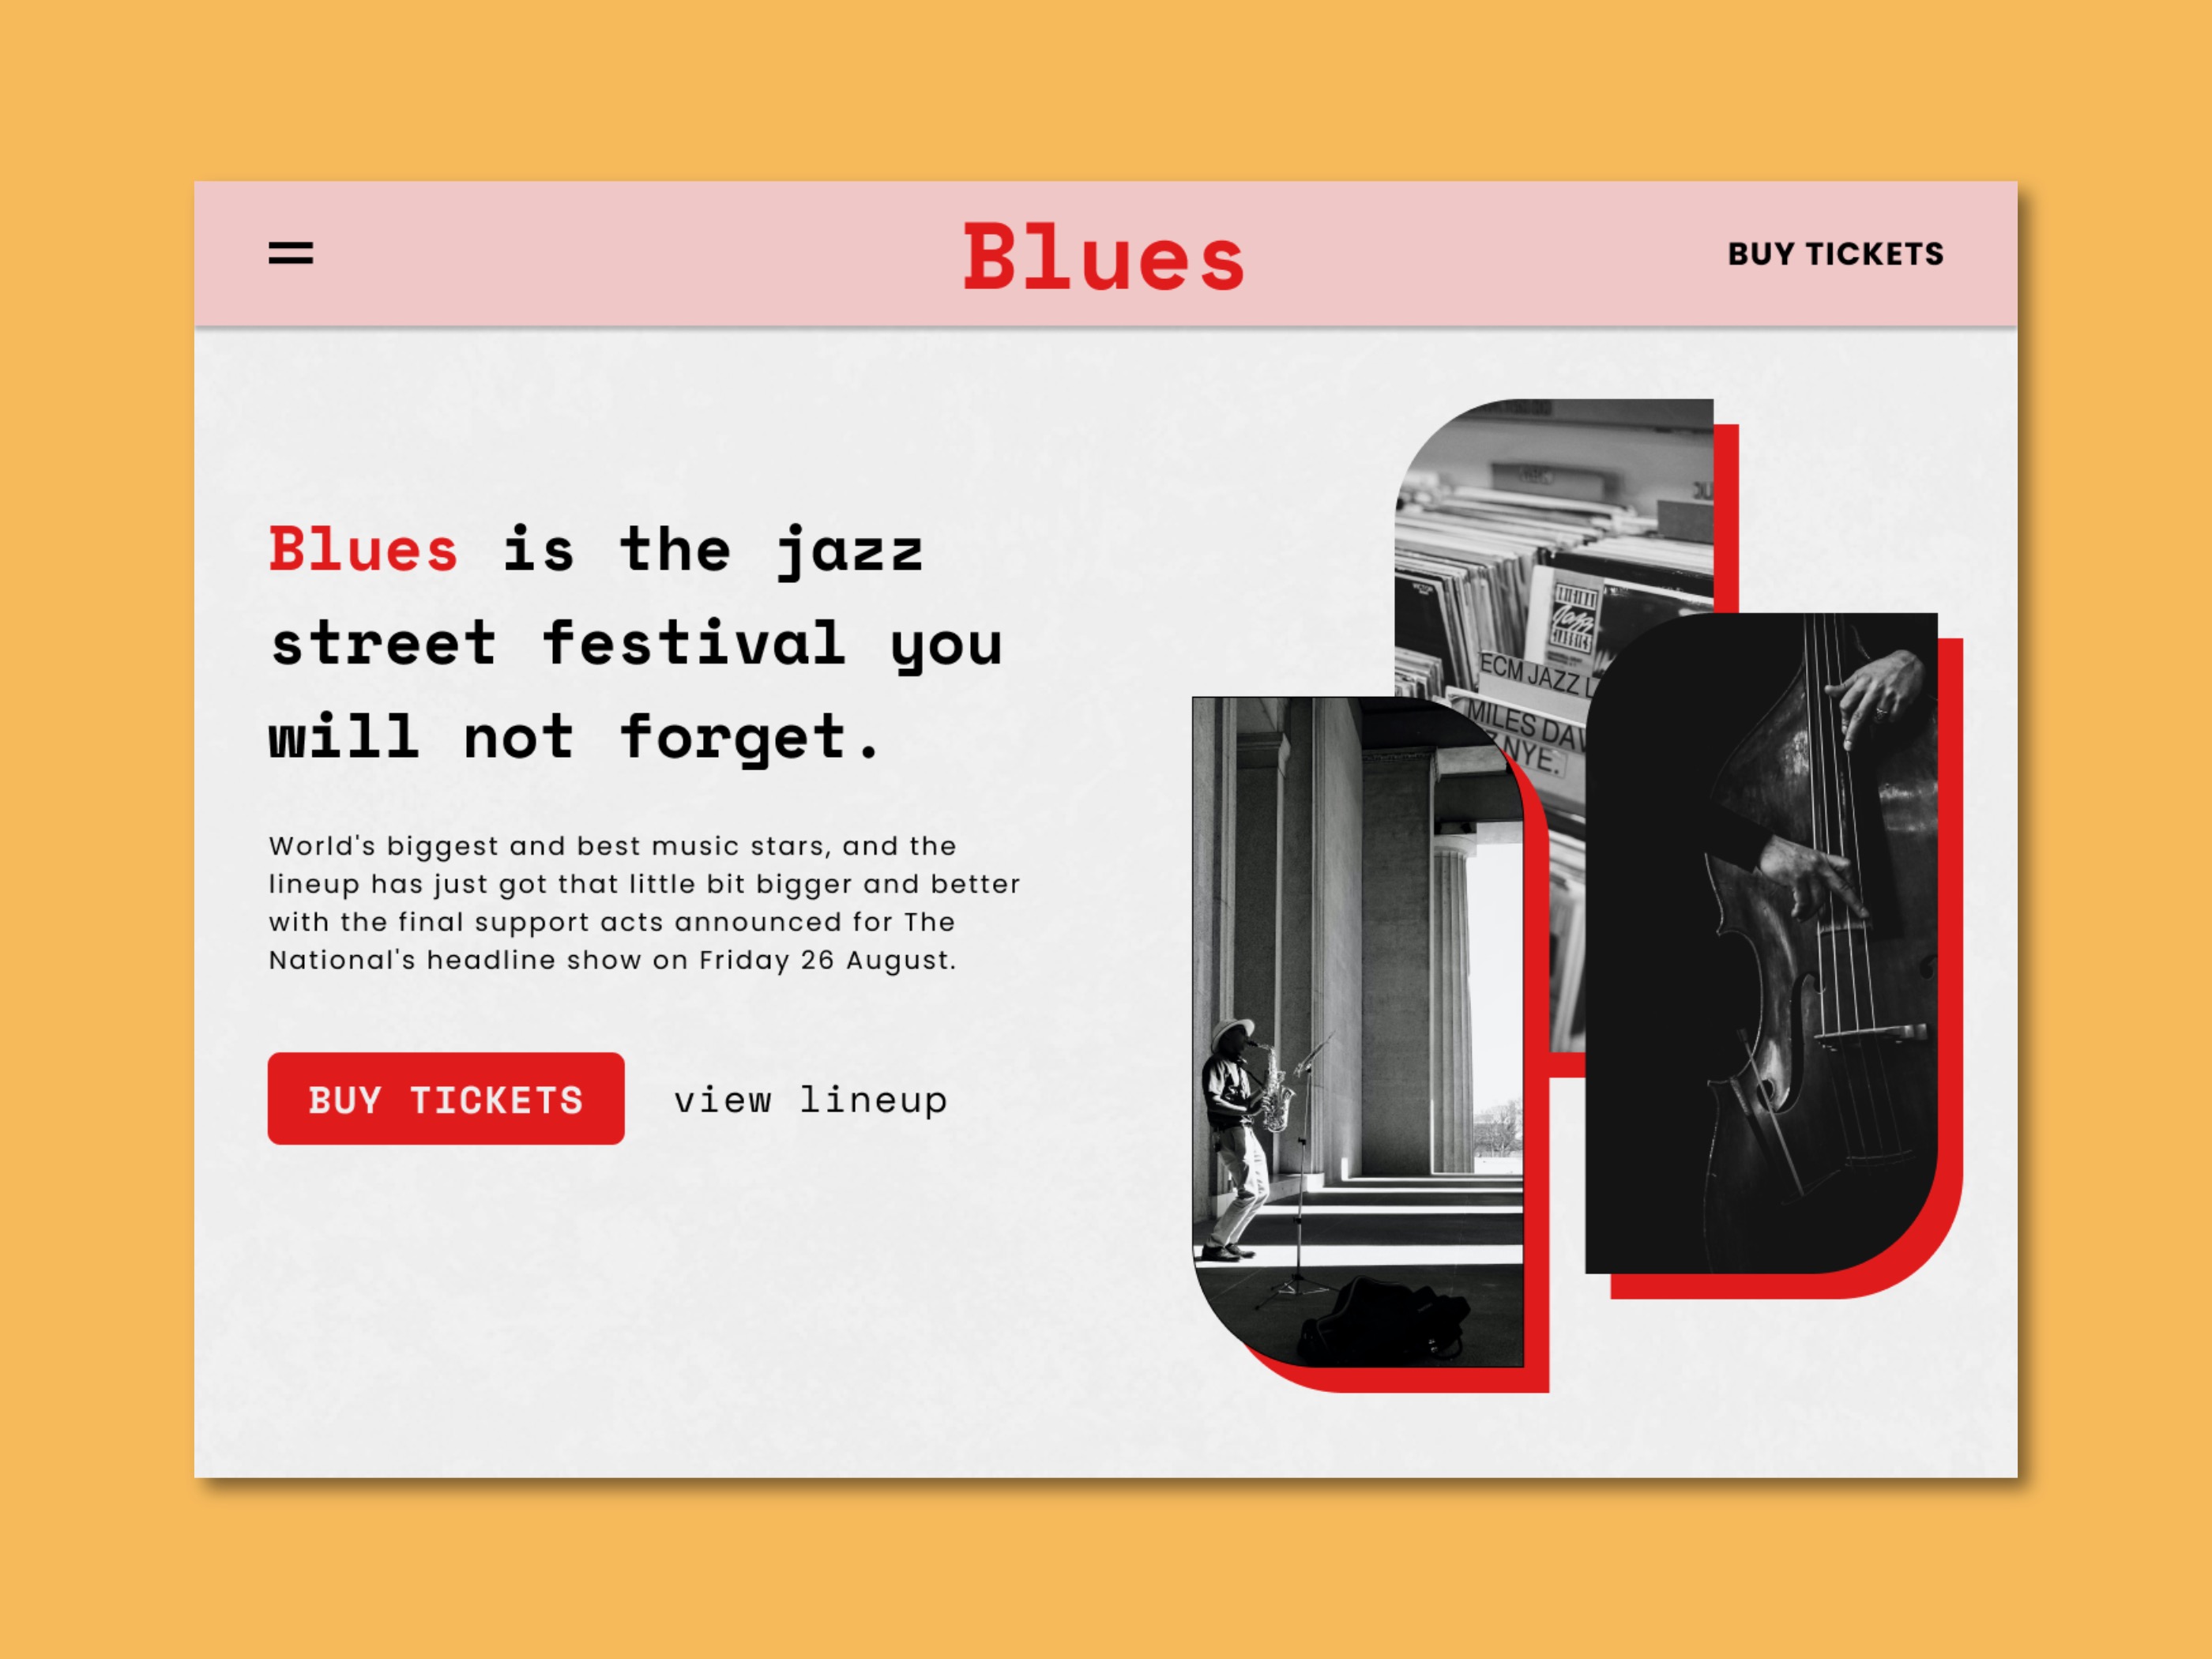 Blues
BUY TICKETS
Blues is the jazz
street festival you
will not forget.
World's biggest and best music stars, and the
lineup has just got that little bit bigger and better
with the final support acts announced for The
National's headline show on Friday 26 August.
BUY TICKETS
view lineup
Jazz
ECM JAZZ L
MILES DAV
NYE.